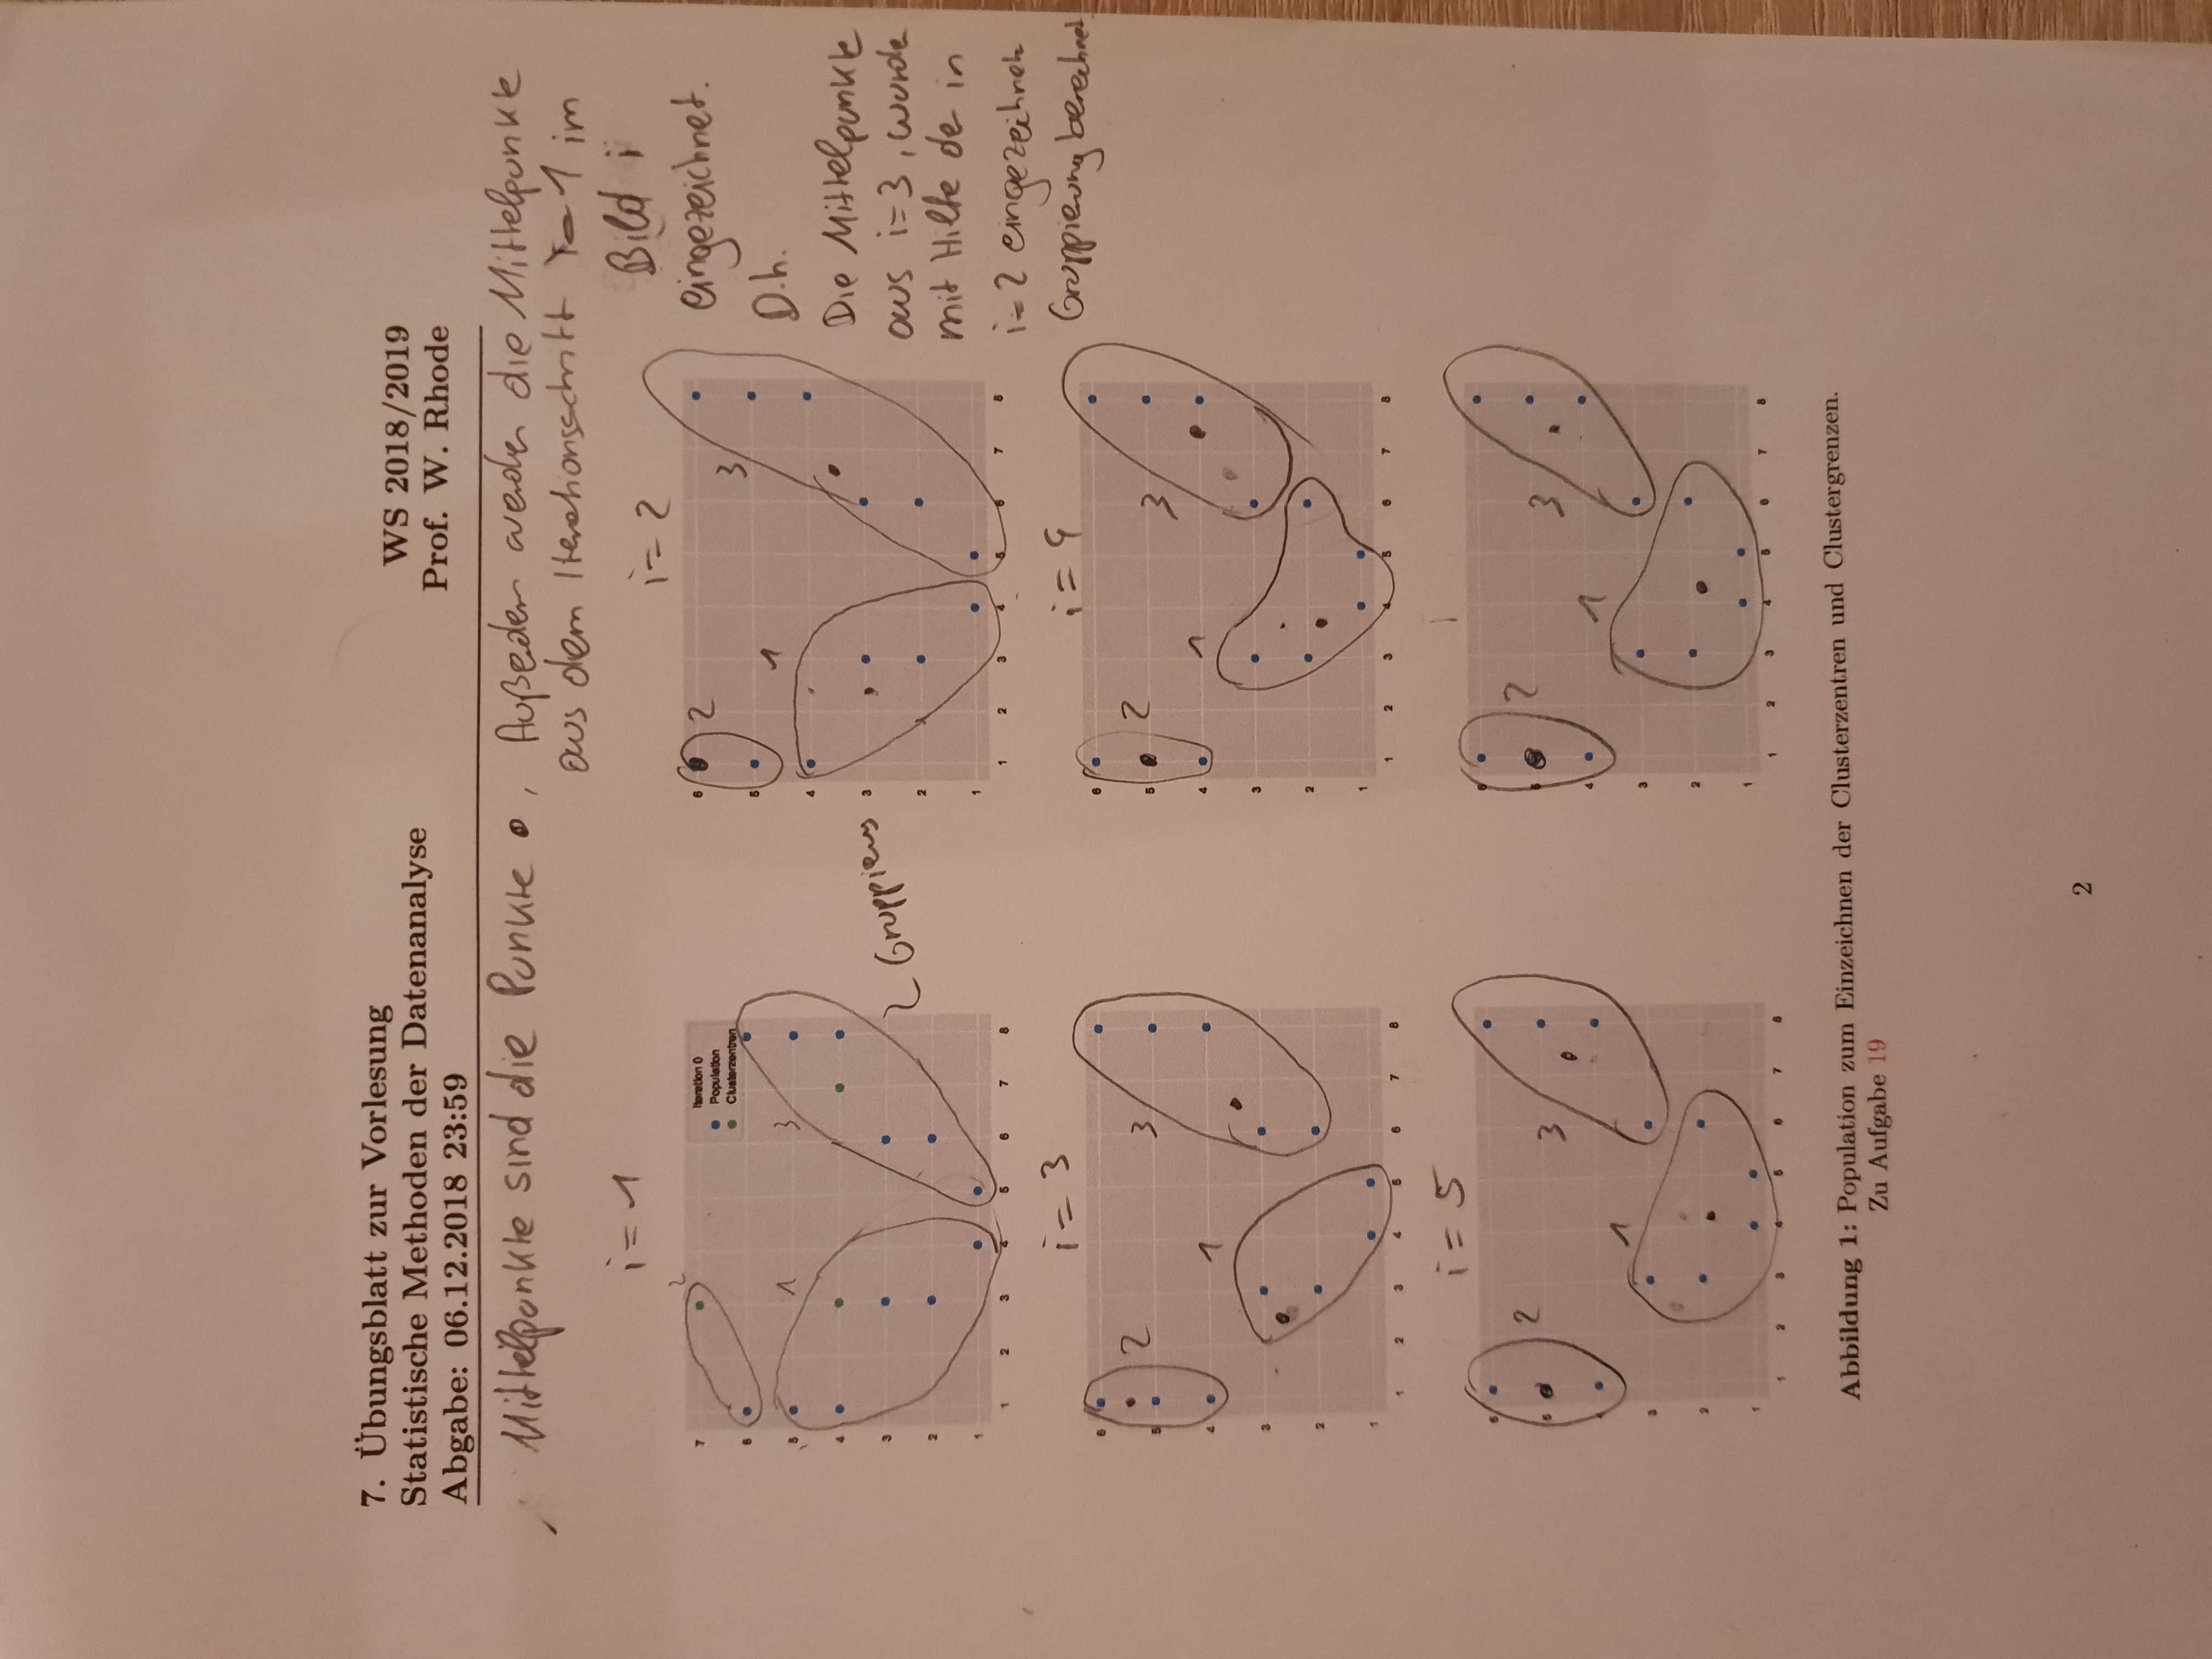 7. Übungsblatt zur Vorlesung
Statistische Methoden der Datenanalyse
Abgabe: 06.12.2018 23:59
WS 2018/2019
Prof. W. Rhode
Mittelpunkte sind die Punkte , Außerdem werden die Mittelpunkte
aus dem Iterationsschritt i-1 im
Bild i
eingezeichnet.
D.h.
Die Mittelpunkte
aus i=3, wurde
mit Hilfe de in
i=2 eingezeichnete
Gruppierung berechnet.
i=1
7
6
5
4
3
2
1
1 2 3 4 5 6 7 8
Iteration 0
Population
Clusterzentren
2
1
3
i=2
6
5
4
3
2
1
1 2 3 4 5 6 7 8
2
1
3
i=3
6
5
4
3
2
1
1 2 3 4 5 6 7 8
2
1
3
i=4
6
5
4
3
2
1
1 2 3 4 5 6 7 8
2
1
3
i=5
6
5
4
3
2
1
1 2 3 4 5 6 7 8
2
1
3
i
6
5
4
3
2
1
1 2 3 4 5 6 7 8
2
1
3
Abbildung 1: Population zum Einzeichnen der Clusterzentren und Clustergrenzen.
Zu Aufgabe 19
2